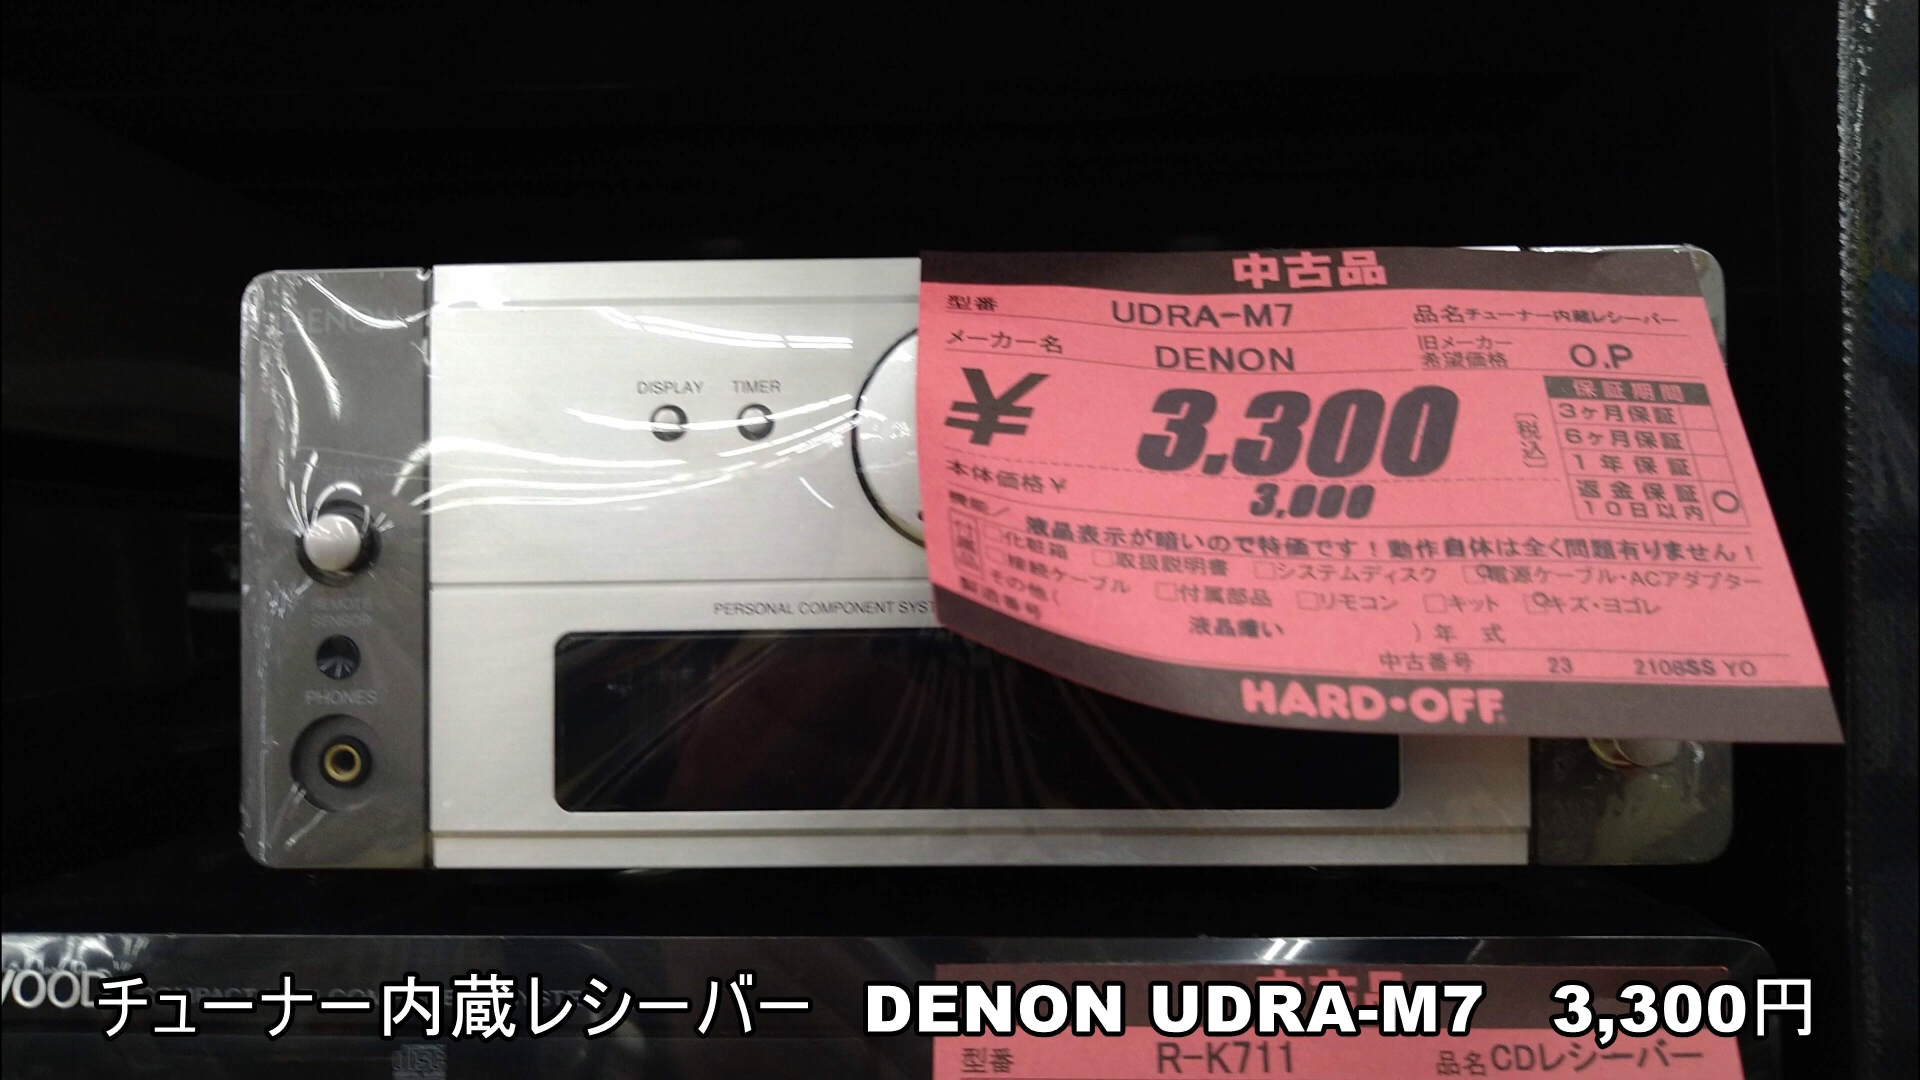 中古品
型番 UDRA-M7 品名チューナー内蔵レシーバー
メーカー名 DENON 旧メーカー希望価格 O.P
¥3,300 [税込]
保証期間
3ヶ月保証
6ヶ月保証
1年保証
返金保証10日以内 ○
本体価格¥ 3,000
機能/付属品
液晶表示が暗いので特価です!動作自体は全く問題有りません!
□化粧箱 □取扱説明書 □システムディスク □電源ケーブル・ACアダプター
□接続ケーブル □付属部品 □リモコン □キット □キズ・ヨゴレ
その他( 液晶暗い )年 式
製造番号
中古番号 23 2108SS YO
HARD・OFF
DENON
DISPLAY TIMER
REMOTE SENSOR
PHONES
PERSONAL COMPONENT SYST
中古品
型番 R-K711 品名CDレシーバー
チューナー内蔵レシーバー DENON UDRA-M7 3,300円